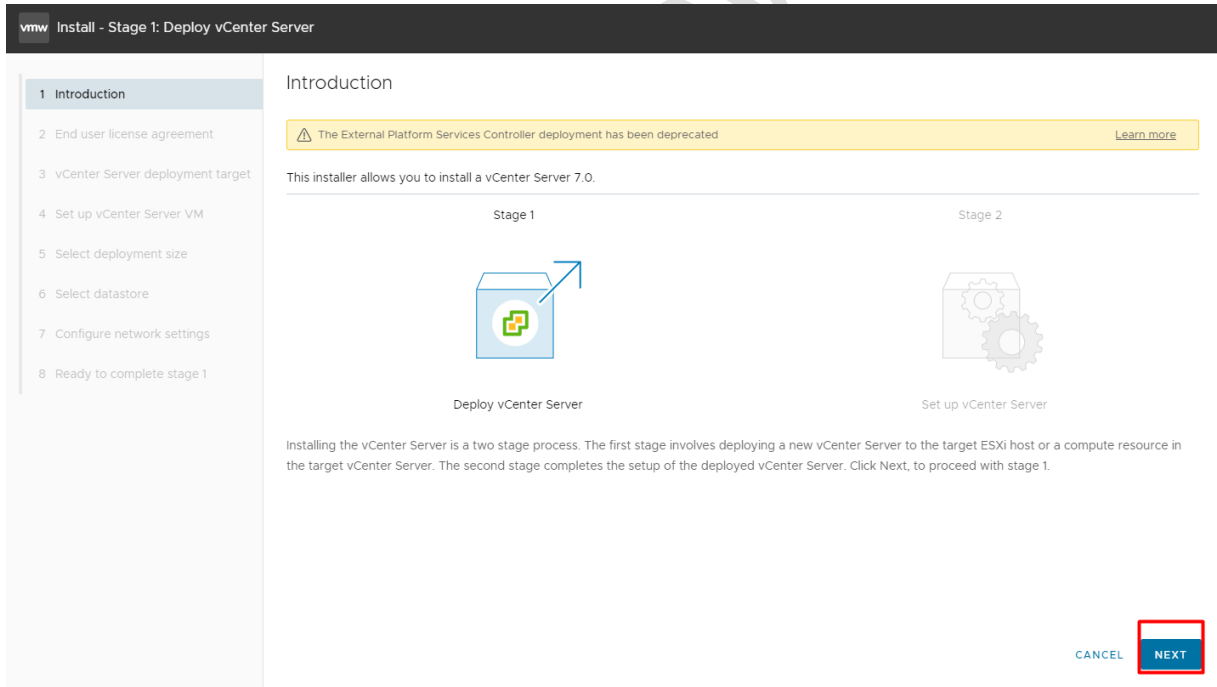 vmw Install - Stage 1: Deploy vCenter Server
1 Introduction
2 End user license agreement
3 vCenter Server deployment target
4 Set up vCenter Server VM
5 Select deployment size
6 Select datastore
7 Configure network settings
8 Ready to complete stage 1
Introduction
The External Platform Services Controller deployment has been deprecated Learn more
This installer allows you to install a vCenter Server 7.0.
Stage 1 Stage 2
Deploy vCenter Server Set up vCenter Server
Installing the vCenter Server is a two stage process. The first stage involves deploying a new vCenter Server to the target ESXi host or a compute resource in
the target vCenter Server. The second stage completes the setup of the deployed vCenter Server. Click Next, to proceed with stage 1.
CANCEL NEXT